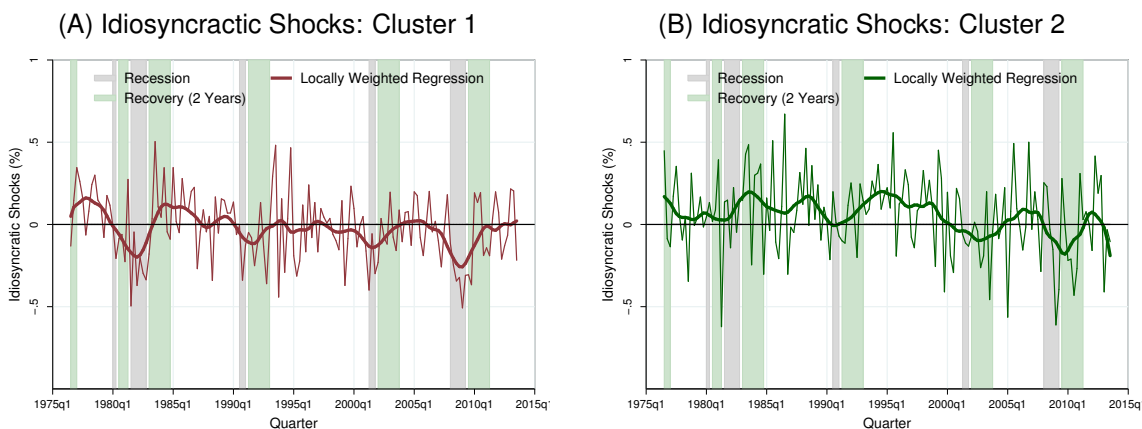 (A) Idiosyncractic Shocks: Cluster 1
Recession
Locally Weighted Regression
Recovery (2 Years)
Idiosyncratic Shocks (%)
1
.5
0
−.5
1975q1 1980q1 1985q1 1990q1 1995q1 2000q1 2005q1 2010q1 2015q
Quarter
(B) Idiosyncratic Shocks: Cluster 2
Recession
Locally Weighted Regression
Recovery (2 Years)
Idiosyncratic Shocks (%)
1
.5
0
−.5
1975q1 1980q1 1985q1 1990q1 1995q1 2000q1 2005q1 2010q1 2015q
Quarter